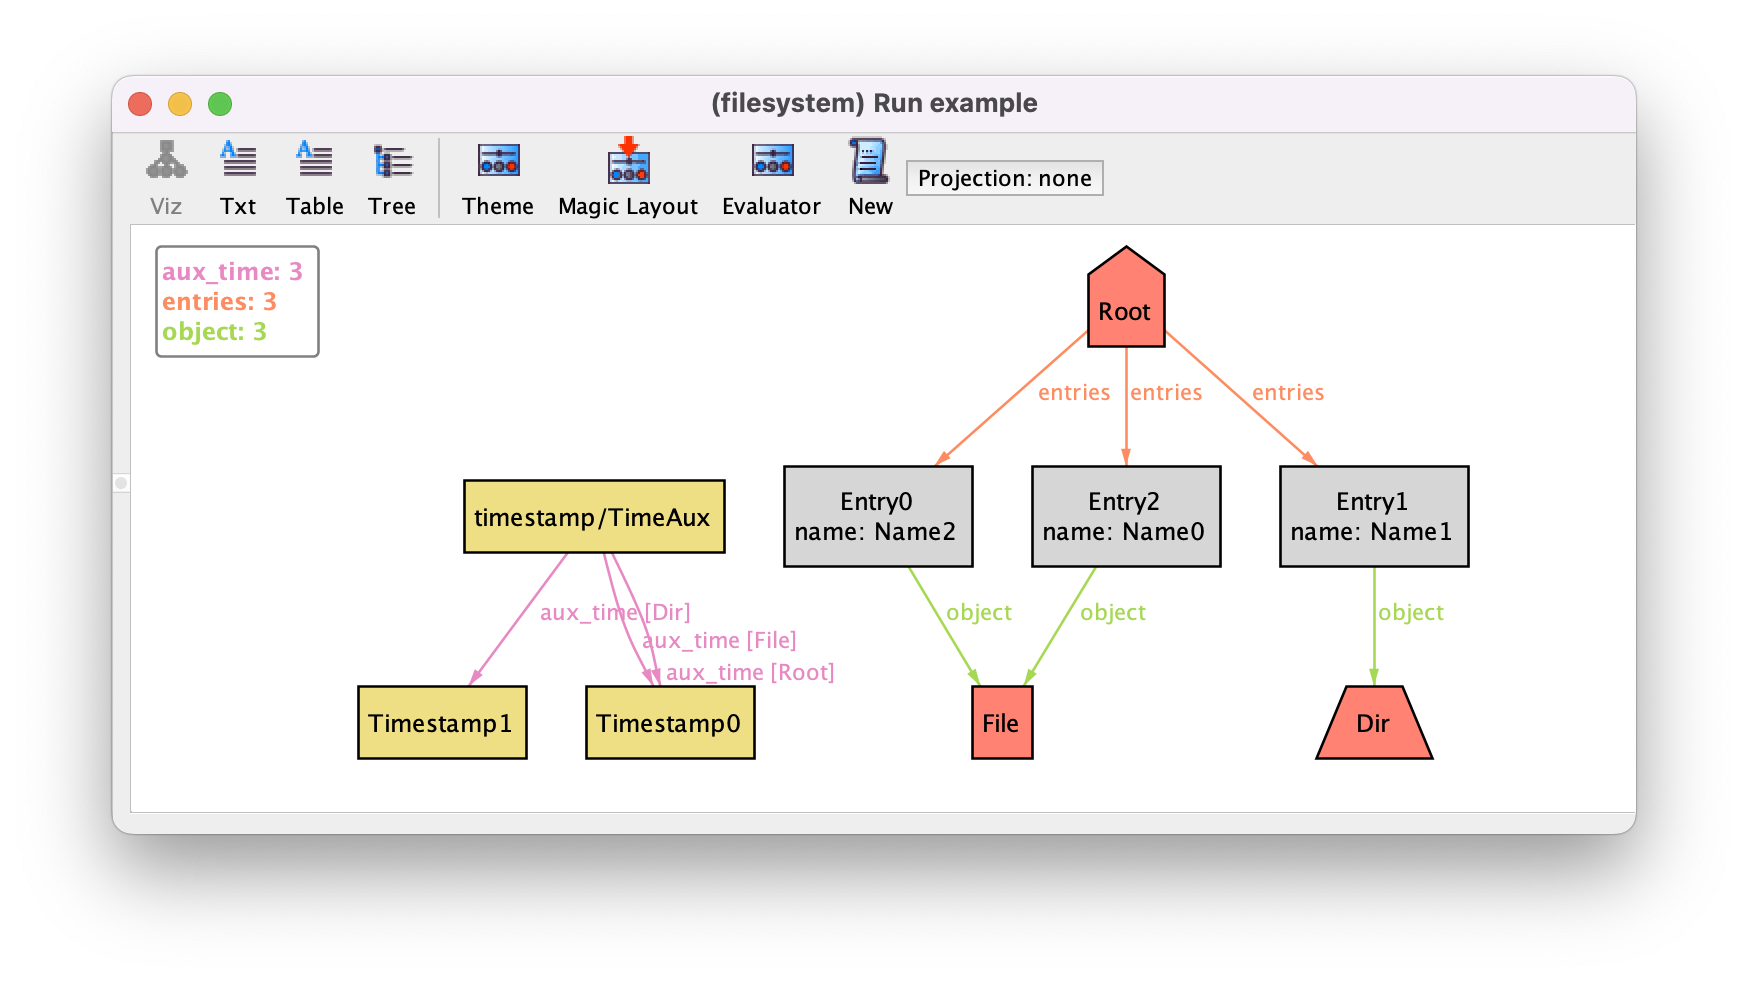 (filesystem) Run example
Viz
Txt
Table
Tree
Theme
Magic Layout
Evaluator
New
Projection: none
aux_time: 3
entries: 3
object: 3
Root
entries
entries
entries
timestamp/TimeAux
Entry0
name: Name2
Entry2
name: Name0
Entry1
name: Name1
aux_time [Dir]
aux_time [File]
aux_time [Root]
object
object
object
Timestamp1
Timestamp0
File
Dir